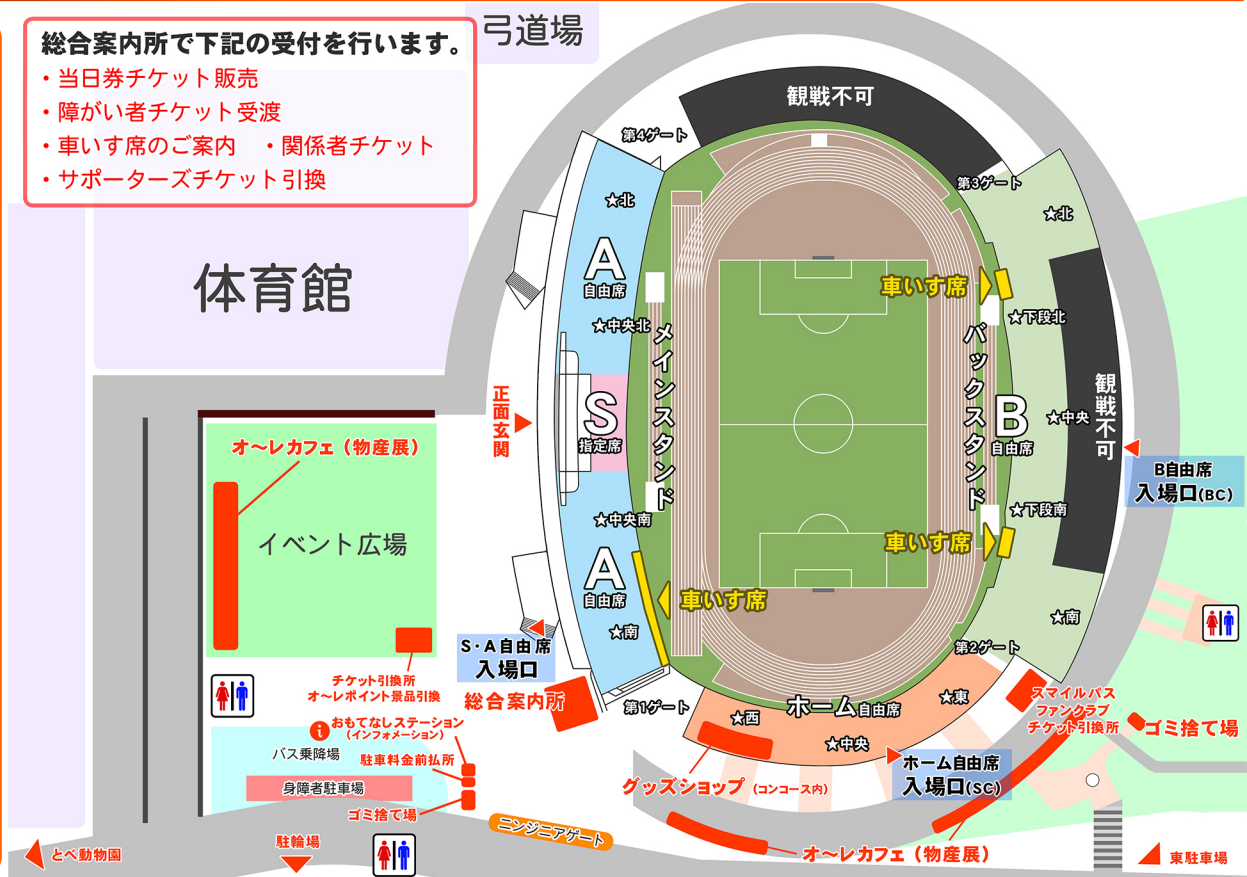 総合案内所で下記の受付を行います。
・当日券チケット販売
・障がい者チケット受渡
・車いす席のご案内 ・関係者チケット
・サポーターズチケット引換
弓道場
体育館
観戦不可
第4ゲート
第3ゲート
★北
★北
A
自由席
車いす席
★中央北
★下段北
メインスタンド
バックスタンド
正面玄関
S
指定席
B
自由席
★中央
観戦不可
B自由席
入場口(BC)
オ〜レカフェ（物産展）
イベント広場
★中央南
★下段南
車いす席
A
自由席
車いす席
★南
★南
S・A自由席
入場口
総合案内所
第2ゲート
第1ゲート
チケット引換所
オ〜レポイント景品引換
ホーム自由席
★西
★中央
★東
スマイルパス
ファンクラブ
チケット引換所
ゴミ捨て場
i
おもてなしステーション
(インフォメーション)
バス乗降場
駐車料金前払所
身障者駐車場
ゴミ捨て場
グッズショップ（コンコース内）
ホーム自由席
入場口(SC)
ニンジニアゲート
オ〜レカフェ（物産展）
とべ動物園
駐輪場
東駐車場